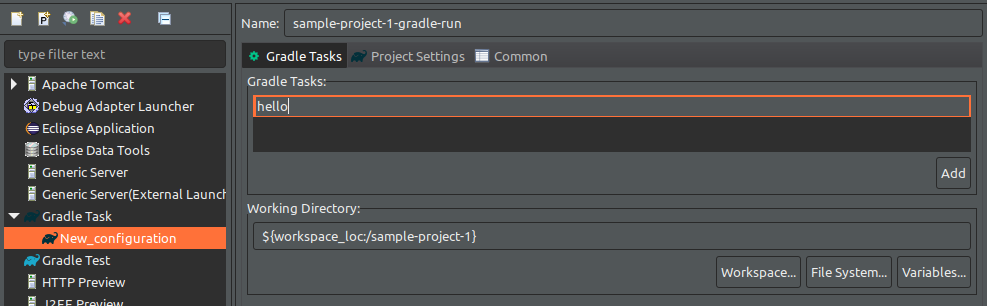 Name: sample-project-1-gradle-run
type filter text
Apache Tomcat
Debug Adapter Launcher
Eclipse Application
Eclipse Data Tools
Generic Server
Generic Server(External Launch
Gradle Task
New_configuration
Gradle Test
HTTP Preview
J2EE Preview
Gradle Tasks Project Settings Common
Gradle Tasks:
hello
Add
Working Directory:
${workspace_loc:/sample-project-1}
Workspace... File System... Variables...